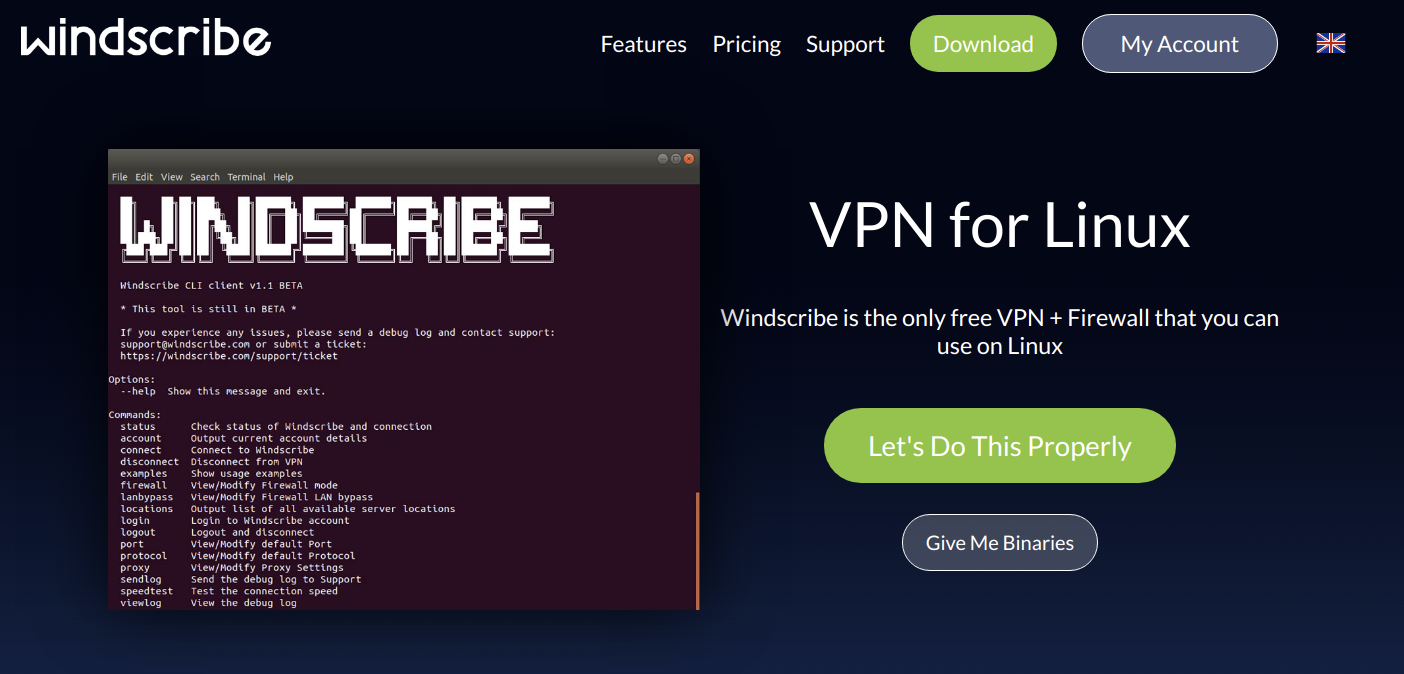 windscribe
Features Pricing Support Download My Account
File Edit View Search Terminal Help
WINDSCRIBE
Windscribe CLI client v1.1 BETA
* This tool is still in BETA *
If you experience any issues, please send a debug log and contact support:
support@windscribe.com or submit a ticket:
https://windscribe.com/support/ticket
Options:
--help Show this message and exit.
Commands:
status Check status of Windscribe and connection
account Output current account details
connect Connect to Windscribe
disconnect Disconnect from VPN
examples Show usage examples
firewall View/Modify Firewall mode
lanbypass View/Modify Firewall LAN bypass
locations Output list of all available server locations
login Login to Windscribe account
logout Logout and disconnect
port View/Modify default Port
protocol View/Modify default Protocol
proxy View/Modify Proxy Settings
sendlog Send the debug log to Support
speedtest Test the connection speed
viewlog View the debug log
VPN for Linux
Windscribe is the only free VPN + Firewall that you can
use on Linux
Let's Do This Properly
Give Me Binaries